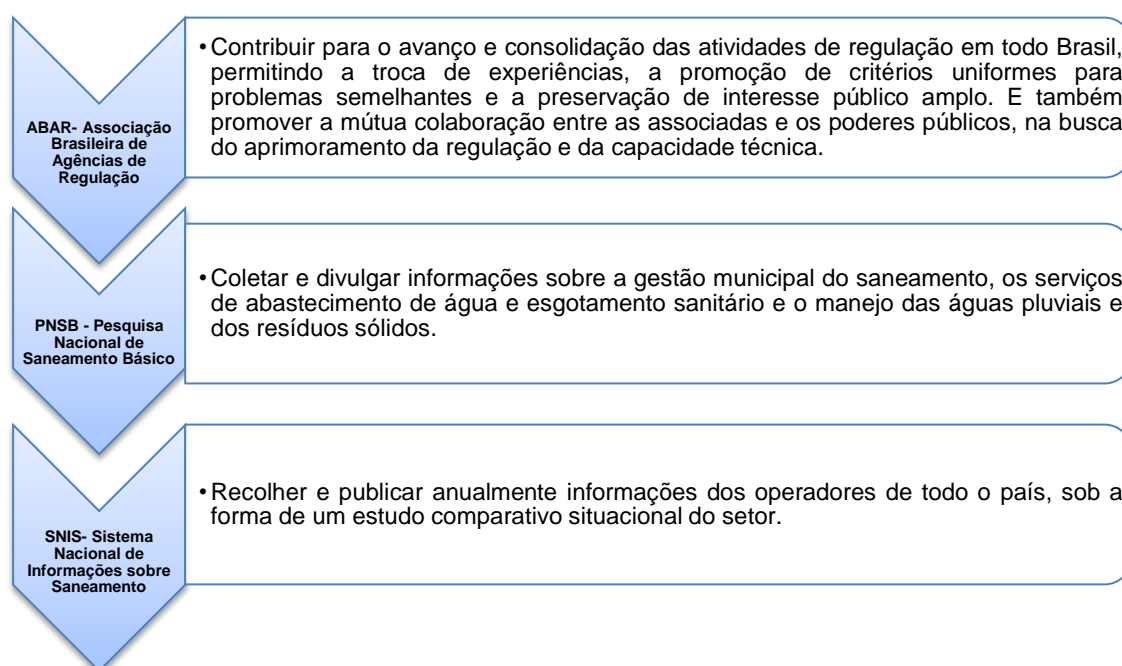 ABAR- Associação
Brasileira de
Agências de
Regulação
•Contribuir para o avanço e consolidação das atividades de regulação em todo Brasil,
permitindo a troca de experiências, a promoção de critérios uniformes para
problemas semelhantes e a preservação de interesse público amplo. E também
promover a mútua colaboração entre as associadas e os poderes públicos, na busca
do aprimoramento da regulação e da capacidade técnica.
PNSB - Pesquisa
Nacional de
Saneamento Básico
•Coletar e divulgar informações sobre a gestão municipal do saneamento, os serviços
de abastecimento de água e esgotamento sanitário e o manejo das águas pluviais e
dos resíduos sólidos.
SNIS- Sistema
Nacional de
Informações sobre
Saneamento
•Recolher e publicar anualmente informações dos operadores de todo o país, sob a
forma de um estudo comparativo situacional do setor.